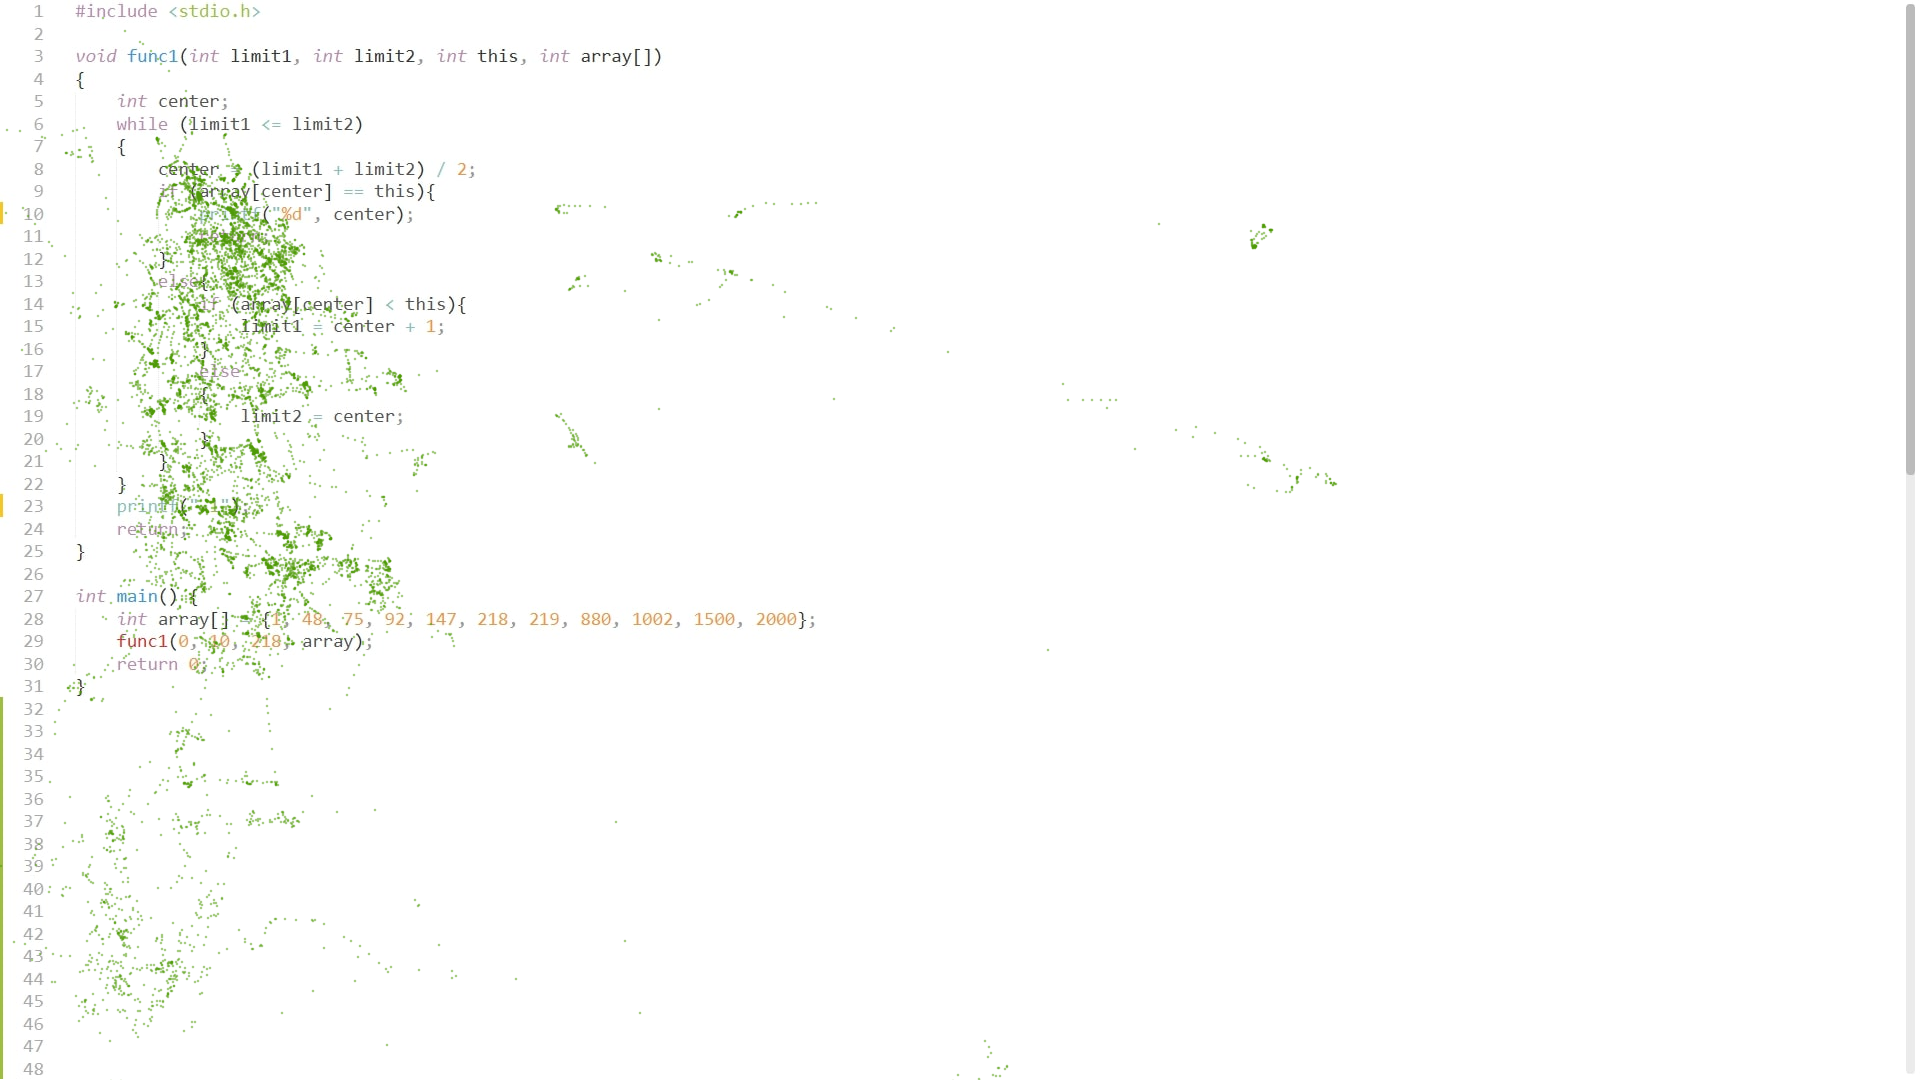 1 #include <stdio.h>
2
3 void func1(int limit1, int limit2, int this, int array[])
4 {
5 int center;
6 while (limit1 <= limit2)
7 {
8 center = (limit1 + limit2) / 2;
9 if (array[center] == this){
10 printf("%d", center);
11 return;
12 }
13 else{
14 if (array[center] < this){
15 limit1 = center + 1;
16 }
17 else
18 {
19 limit2 = center;
20 }
21 }
22 }
23 printf("-1");
24 return;
25 }
26
27 int main() {
28 int array[] = {1, 48, 75, 92, 147, 218, 219, 880, 1002, 1500, 2000};
29 func1(0, 10, 218, array);
30 return 0;
31 }
32
33
34
35
36
37
38
39
40
41
42
43
44
45
46
47
48